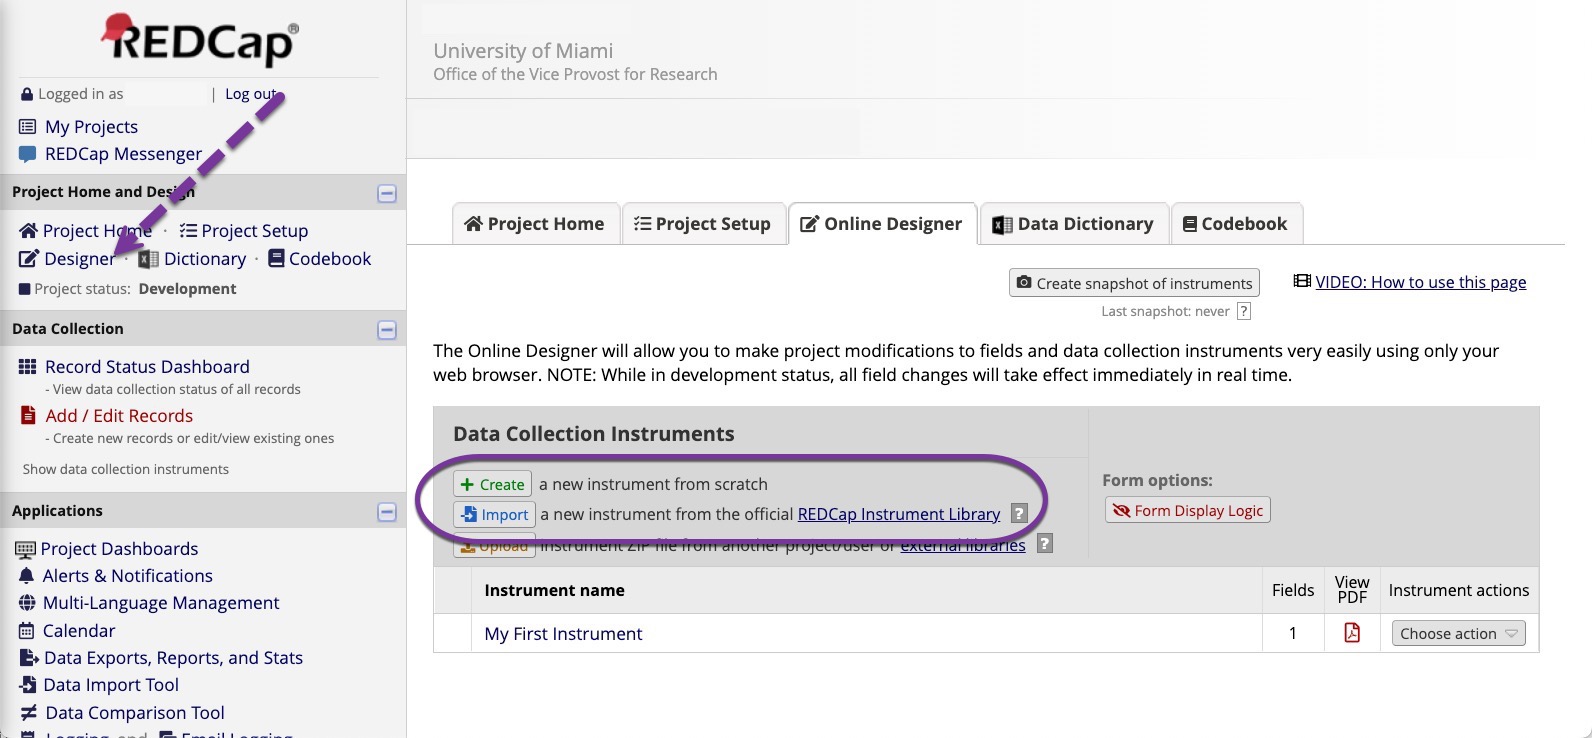 REDCap®
Logged in as | Log out
My Projects
REDCap Messenger
Project Home and Design
Project Home · Project Setup
Designer · Dictionary · Codebook
Project status: Development
Data Collection
Record Status Dashboard
- View data collection status of all records
Add / Edit Records
- Create new records or edit/view existing ones
Show data collection instruments
Applications
Project Dashboards
Alerts & Notifications
Multi-Language Management
Calendar
Data Exports, Reports, and Stats
Data Import Tool
Data Comparison Tool
Logging and Email Logging
University of Miami
Office of the Vice Provost for Research
Project Home Project Setup Online Designer Data Dictionary Codebook
Create snapshot of instruments VIDEO: How to use this page
Last snapshot: never ?
The Online Designer will allow you to make project modifications to fields and data collection instruments very easily using only your
web browser. NOTE: While in development status, all field changes will take effect immediately in real time.
Data Collection Instruments
+ Create a new instrument from scratch
Import a new instrument from the official REDCap Instrument Library ?
Upload instrument ZIP file from another project/user or external libraries ?
Form options:
Form Display Logic
Instrument name Fields View PDF Instrument actions
My First Instrument 1 Choose action